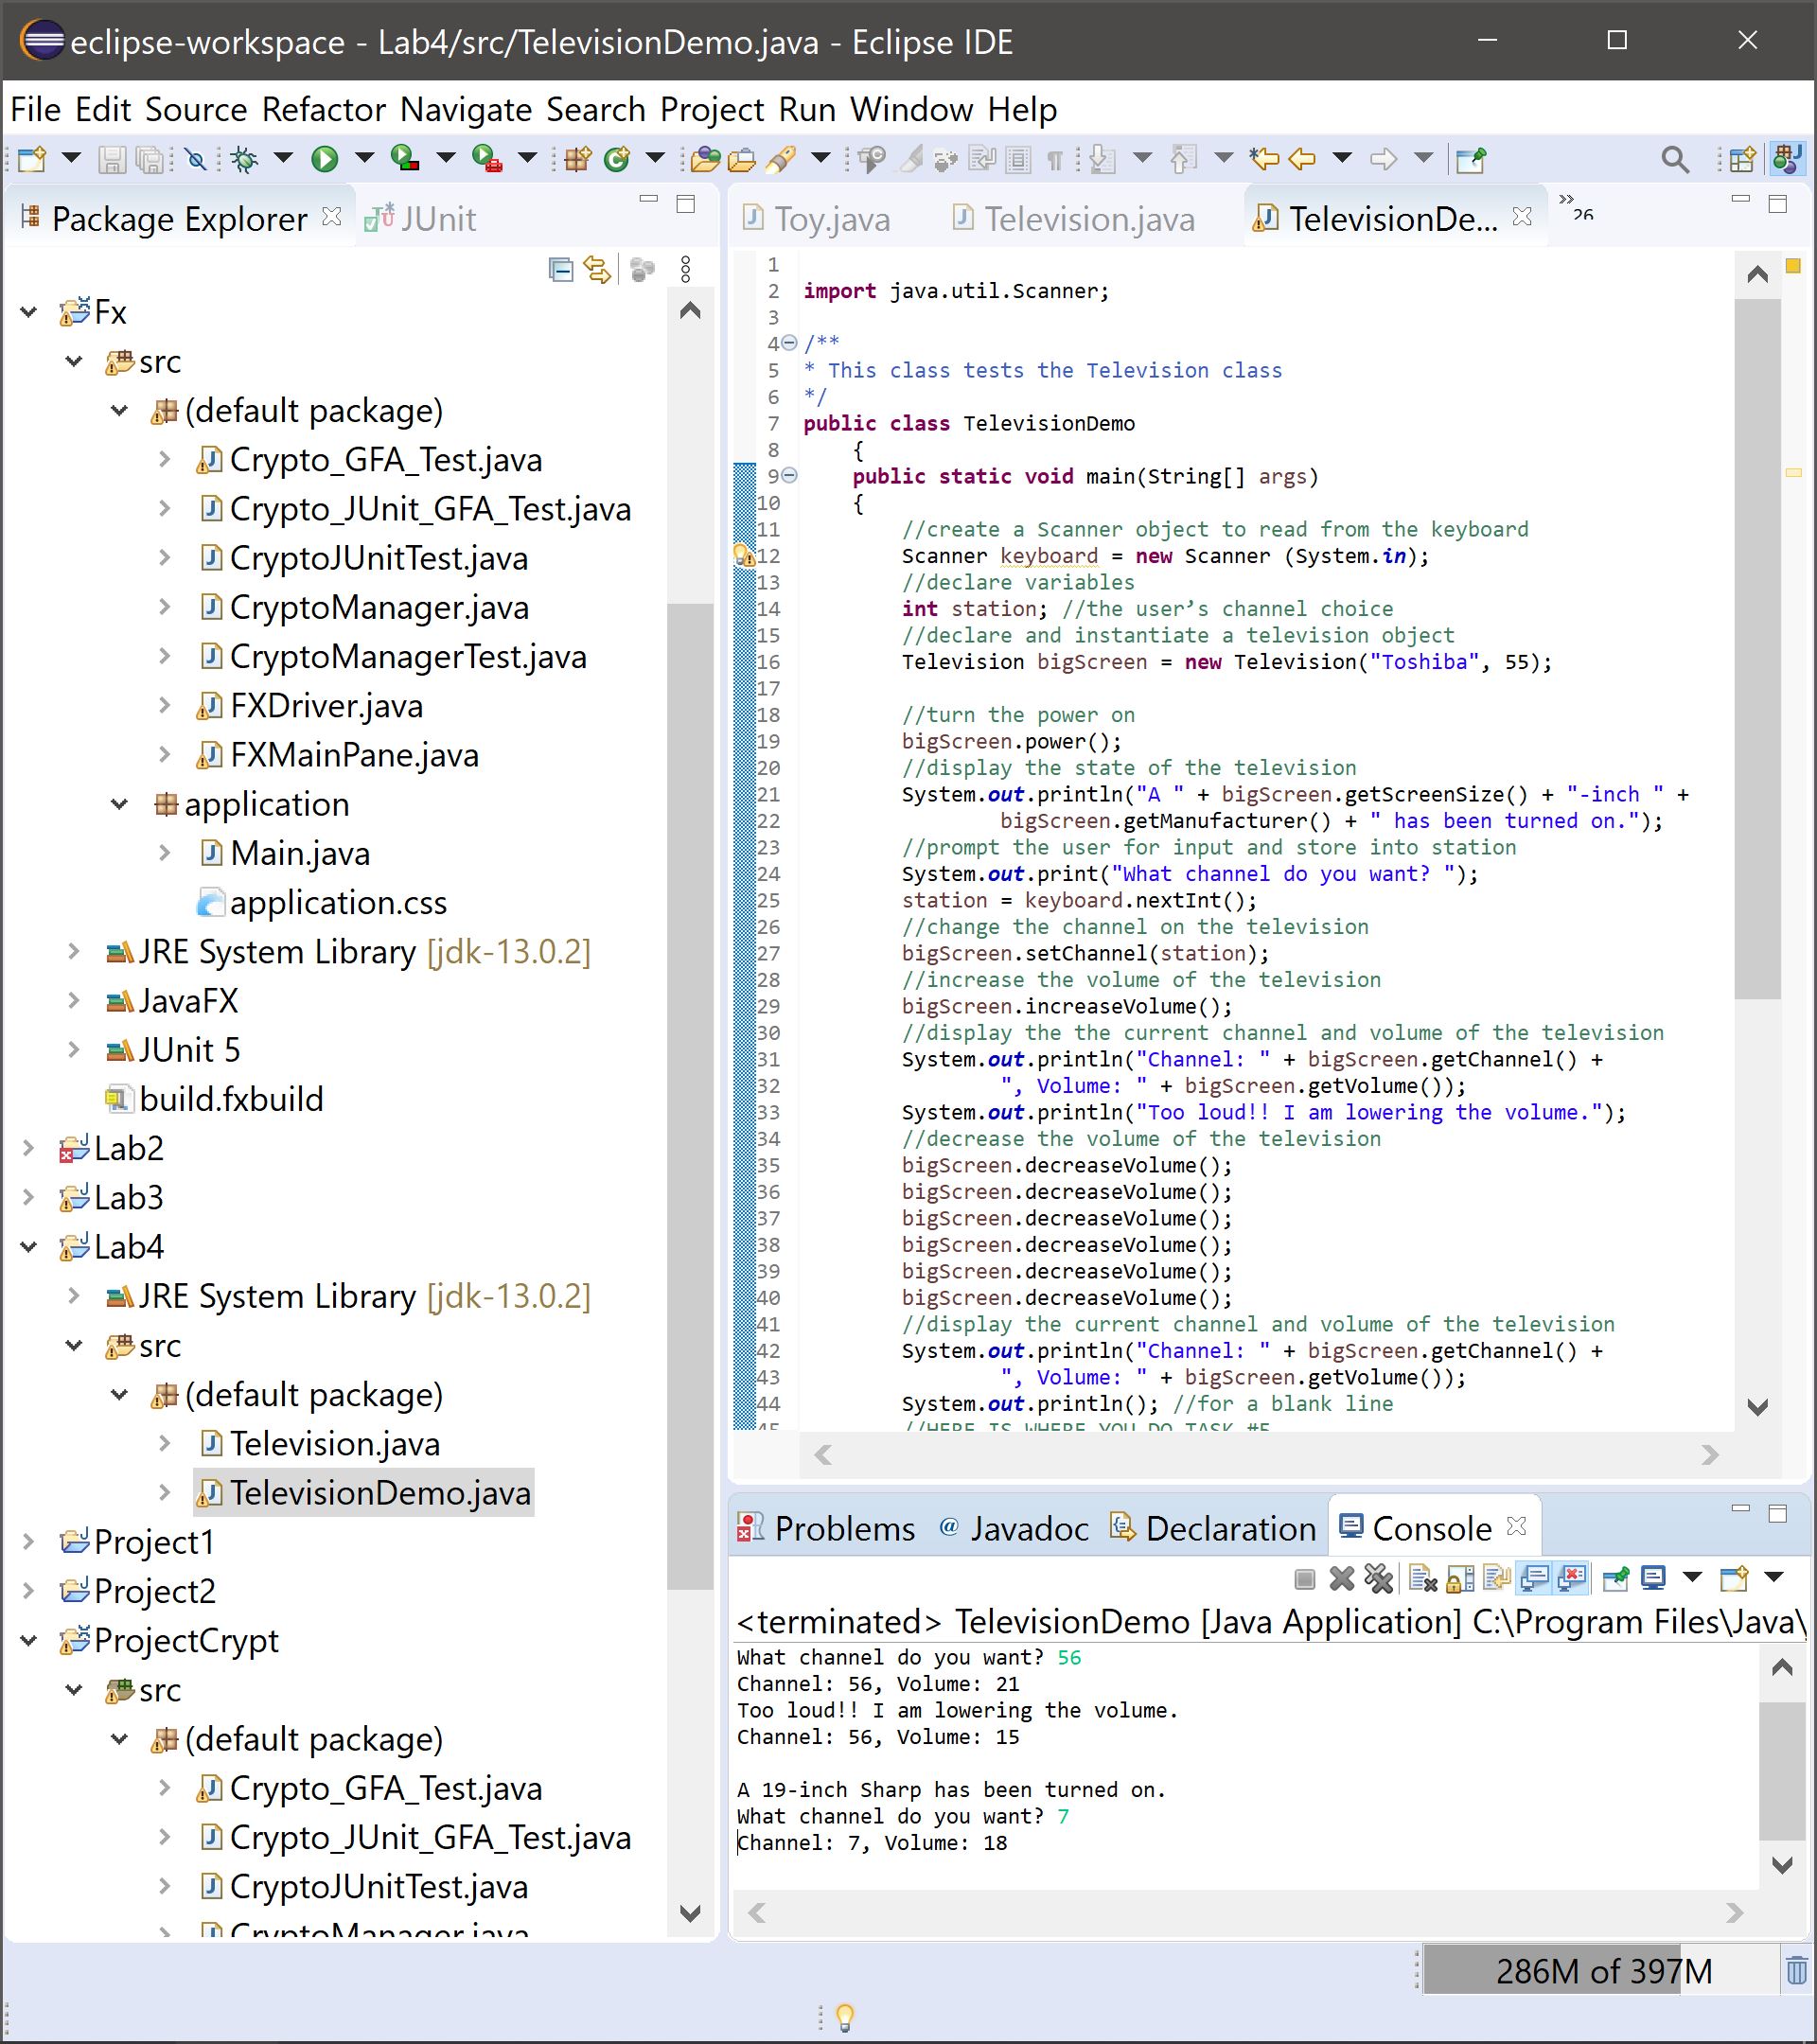 eclipse-workspace - Lab4/src/TelevisionDemo.java - Eclipse IDE
File Edit Source Refactor Navigate Search Project Run Window Help
Package Explorer
JUnit
Fx
src
(default package)
Crypto_GFA_Test.java
Crypto_JUnit_GFA_Test.java
CryptoJUnitTest.java
CryptoManager.java
CryptoManagerTest.java
FXDriver.java
FXMainPane.java
application
Main.java
application.css
JRE System Library [jdk-13.0.2]
JavaFX
JUnit 5
build.fxbuild
Lab2
Lab3
Lab4
JRE System Library [jdk-13.0.2]
src
(default package)
Television.java
TelevisionDemo.java
Project1
Project2
ProjectCrypt
src
(default package)
Crypto_GFA_Test.java
Crypto_JUnit_GFA_Test.java
CryptoJUnitTest.java
CryptoManager.java
Toy.java
Television.java
TelevisionDe...
»26
1
2 import java.util.Scanner;
3
4 /**
5 * This class tests the Television class
6 */
7 public class TelevisionDemo
8 {
9 public static void main(String[] args)
10 {
11 //create a Scanner object to read from the keyboard
12 Scanner keyboard = new Scanner (System.in);
13 //declare variables
14 int station; //the user’s channel choice
15 //declare and instantiate a television object
16 Television bigScreen = new Television("Toshiba", 55);
17
18 //turn the power on
19 bigScreen.power();
20 //display the state of the television
21 System.out.println("A " + bigScreen.getScreenSize() + "-inch " +
22 bigScreen.getManufacturer() + " has been turned on.");
23 //prompt the user for input and store into station
24 System.out.print("What channel do you want? ");
25 station = keyboard.nextInt();
26 //change the channel on the television
27 bigScreen.setChannel(station);
28 //increase the volume of the television
29 bigScreen.increaseVolume();
30 //display the the current channel and volume of the television
31 System.out.println("Channel: " + bigScreen.getChannel() +
32 ", Volume: " + bigScreen.getVolume());
33 System.out.println("Too loud!! I am lowering the volume.");
34 //decrease the volume of the television
35 bigScreen.decreaseVolume();
36 bigScreen.decreaseVolume();
37 bigScreen.decreaseVolume();
38 bigScreen.decreaseVolume();
39 bigScreen.decreaseVolume();
40 bigScreen.decreaseVolume();
41 //display the current channel and volume of the television
42 System.out.println("Channel: " + bigScreen.getChannel() +
43 ", Volume: " + bigScreen.getVolume());
44 System.out.println(); //for a blank line
45 //HERE IS WHERE YOU DO TASK #5
Problems
@ Javadoc
Declaration
Console
<terminated> TelevisionDemo [Java Application] C:\Program Files\Java\
What channel do you want? 56
Channel: 56, Volume: 21
Too loud!! I am lowering the volume.
Channel: 56, Volume: 15
A 19-inch Sharp has been turned on.
What channel do you want? 7
Channel: 7, Volume: 18
286M of 397M